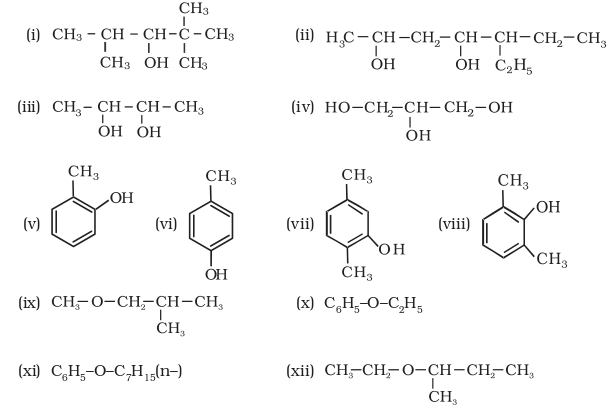 CH₃
(i) CH₃ – CH – CH – C – CH₃
CH₃ OH CH₃
(ii) H₃C – CH – CH₂ – CH – CH – CH₂ – CH₃
OH OH C₂H₅
(iii) CH₃ – CH – CH – CH₃
OH OH
(iv) HO – CH₂ – CH – CH₂ – OH
OH
CH₃
OH
(v)
CH₃
(vi)
OH
CH₃
(vii)
OH
CH₃
CH₃
OH
(viii)
CH₃
(ix) CH₃ – O – CH₂ – CH – CH₃
CH₃
(x) C₆H₅–O–C₂H₅
(xi) C₆H₅–O–C₇H₁₅(n–)
(xii) CH₃ – CH₂ – O – CH – CH₂ – CH₃
CH₃